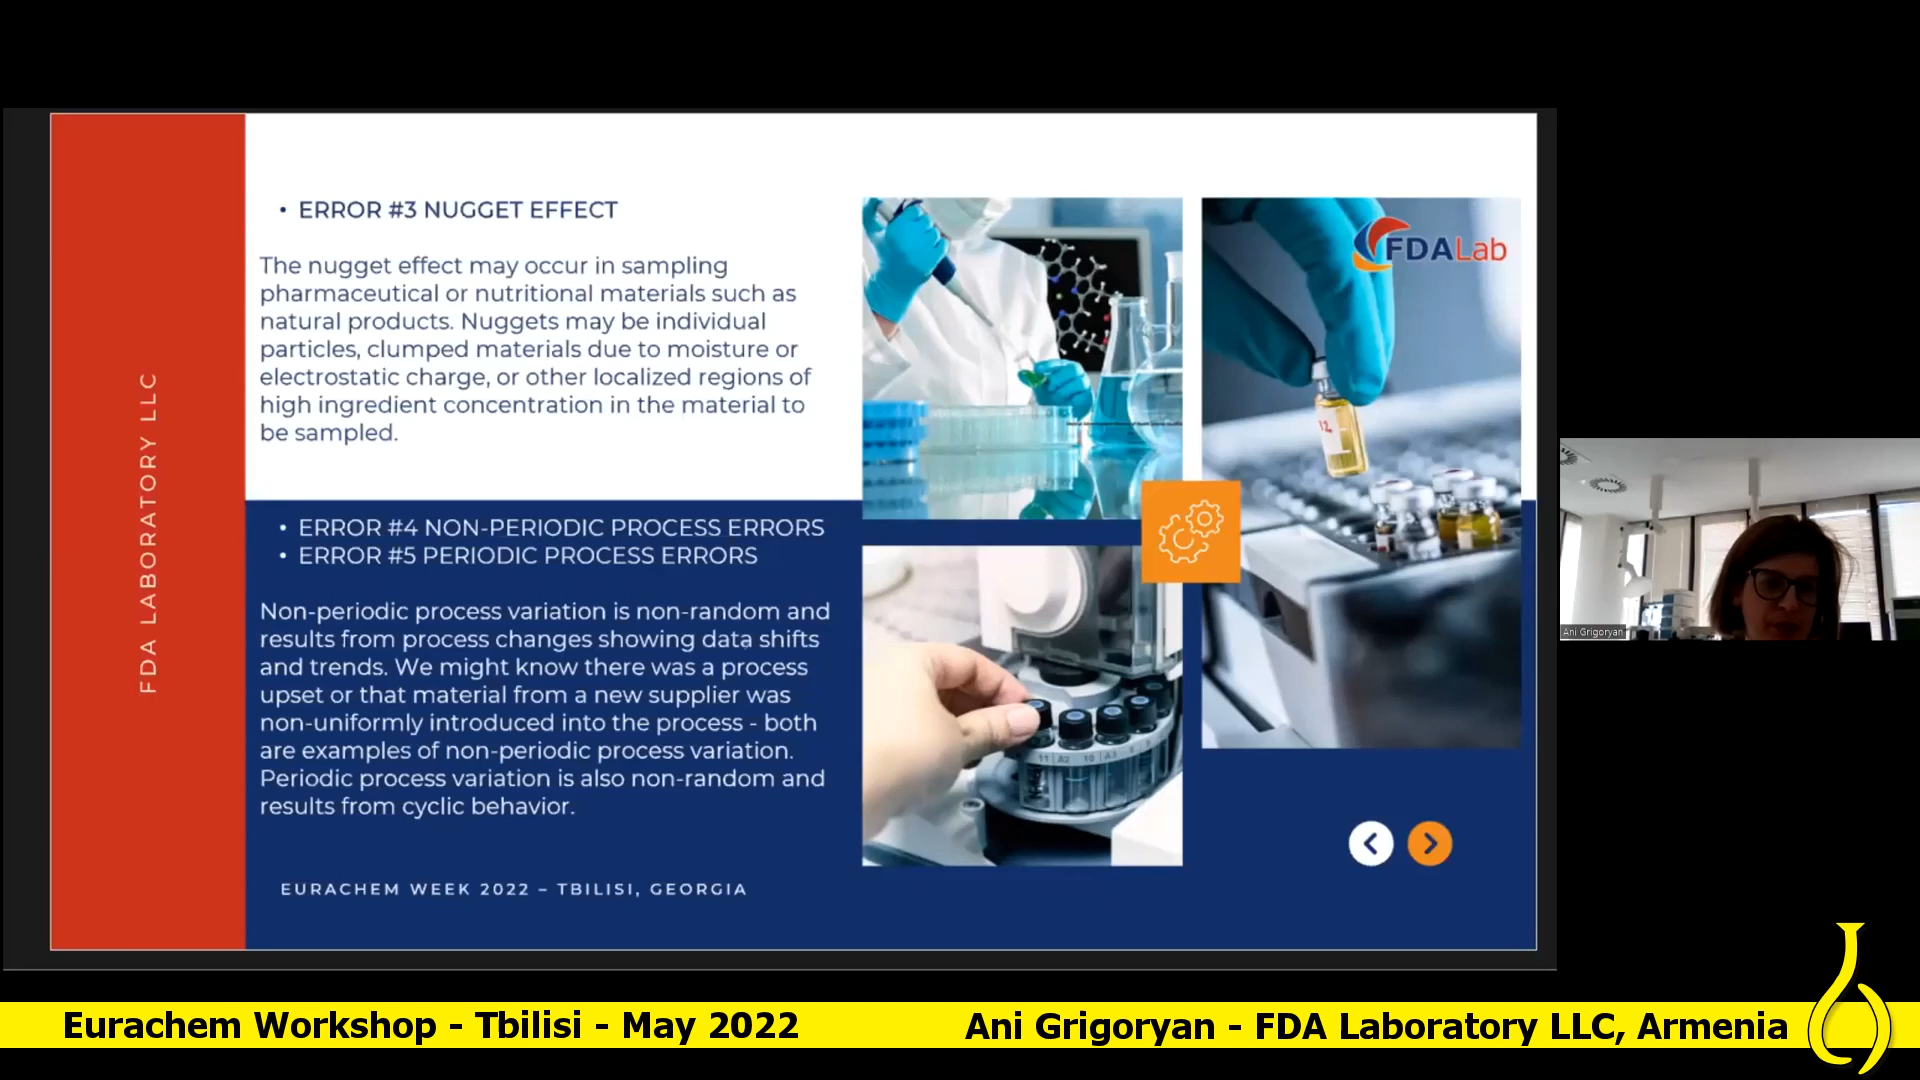 FDA LABORATORY LLC
• ERROR #3 NUGGET EFFECT
The nugget effect may occur in sampling
pharmaceutical or nutritional materials such as
natural products. Nuggets may be individual
particles, clumped materials due to moisture or
electrostatic charge, or other localized regions of
high ingredient concentration in the material to
be sampled.
• ERROR #4 NON-PERIODIC PROCESS ERRORS
• ERROR #5 PERIODIC PROCESS ERRORS
Non-periodic process variation is non-random and
results from process changes showing data shifts
and trends. We might know there was a process
upset or that material from a new supplier was
non-uniformly introduced into the process - both
are examples of non-periodic process variation.
Periodic process variation is also non-random and
results from cyclic behavior.
EURACHEM WEEK 2022 – TBILISI, GEORGIA
FDALab
12
11 A2 10 A3
Ani Grigoryan
Eurachem Workshop - Tbilisi - May 2022
Ani Grigoryan - FDA Laboratory LLC, Armenia